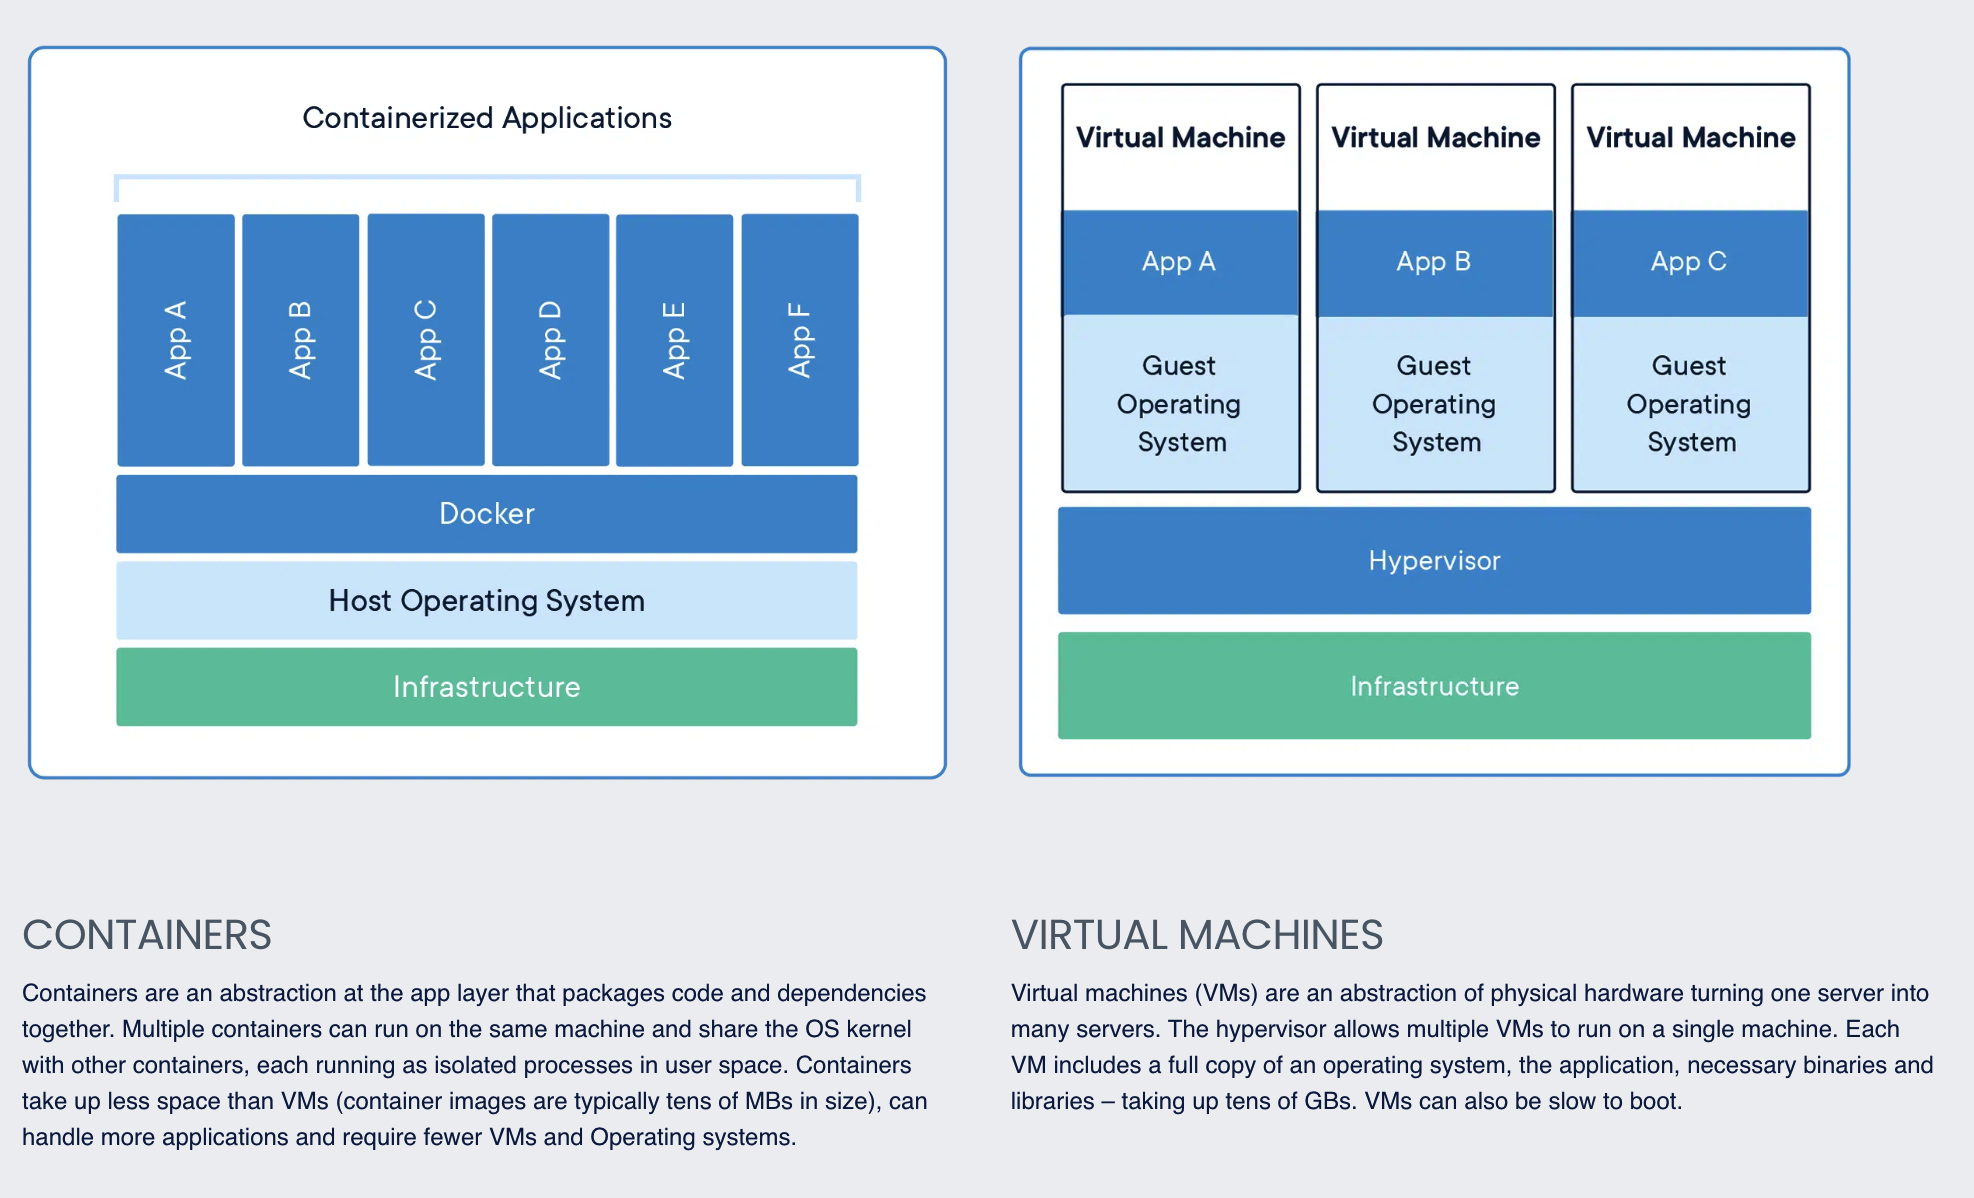 Containerized Applications
App A
App B
App C
App D
App E
App F
Docker
Host Operating System
Infrastructure
Virtual Machine
App A
Guest
Operating
System
Virtual Machine
App B
Guest
Operating
System
Virtual Machine
App C
Guest
Operating
System
Hypervisor
Infrastructure
CONTAINERS
Containers are an abstraction at the app layer that packages code and dependencies
together. Multiple containers can run on the same machine and share the OS kernel
with other containers, each running as isolated processes in user space. Containers
take up less space than VMs (container images are typically tens of MBs in size), can
handle more applications and require fewer VMs and Operating systems.
VIRTUAL MACHINES
Virtual machines (VMs) are an abstraction of physical hardware turning one server into
many servers. The hypervisor allows multiple VMs to run on a single machine. Each
VM includes a full copy of an operating system, the application, necessary binaries and
libraries – taking up tens of GBs. VMs can also be slow to boot.